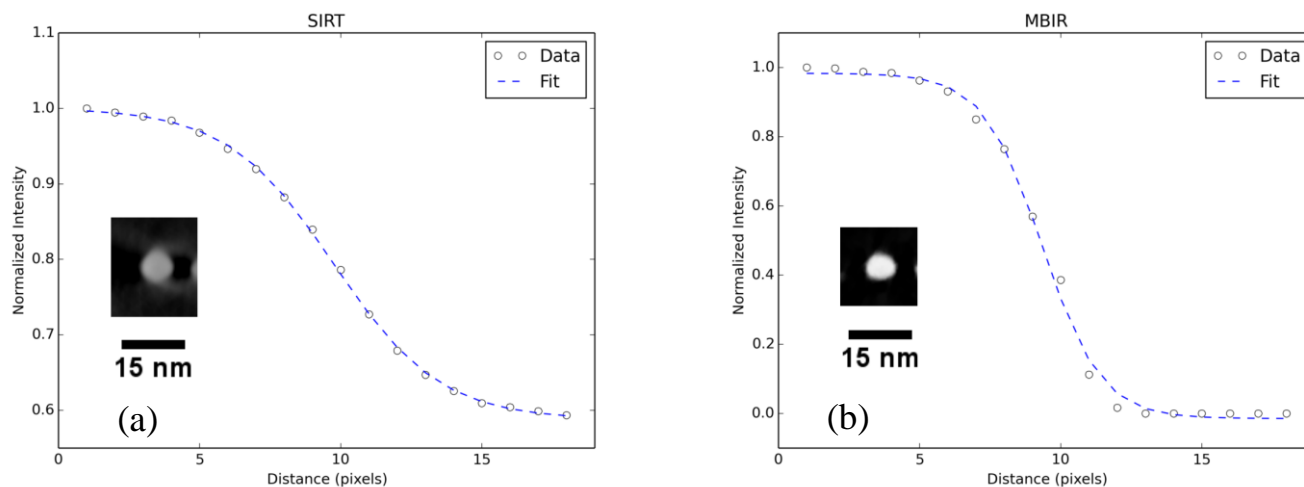 SIRT
1.1
1.0
0.9
0.8
0.7
0.6
Normalized Intensity
0
5
10
15
Distance (pixels)
Data
Fit
15 nm
(a)
MBIR
1.0
0.8
0.6
0.4
0.2
0.0
Normalized Intensity
0
5
10
15
Distance (pixels)
Data
Fit
15 nm
(b)